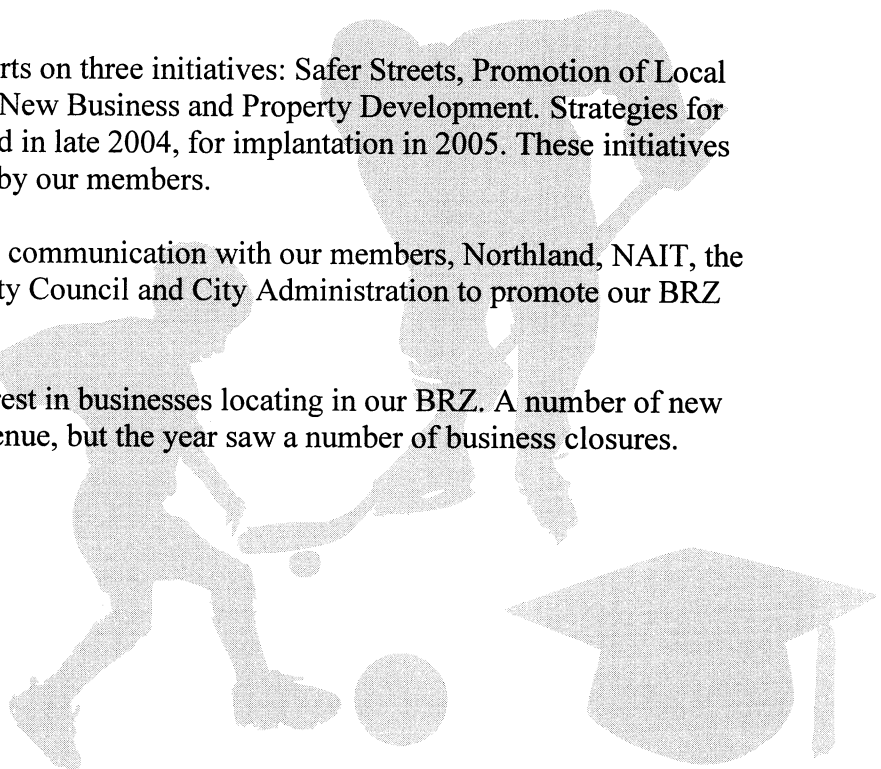 rts on three initiatives: Safer Streets, Promotion of Local
New Business and Property Development. Strategies for
d in late 2004, for implantation in 2005. These initiatives
by our members.
communication with our members, Northland, NAIT, the
ty Council and City Administration to promote our BRZ
rest in businesses locating in our BRZ. A number of new
enue, but the year saw a number of business closures.